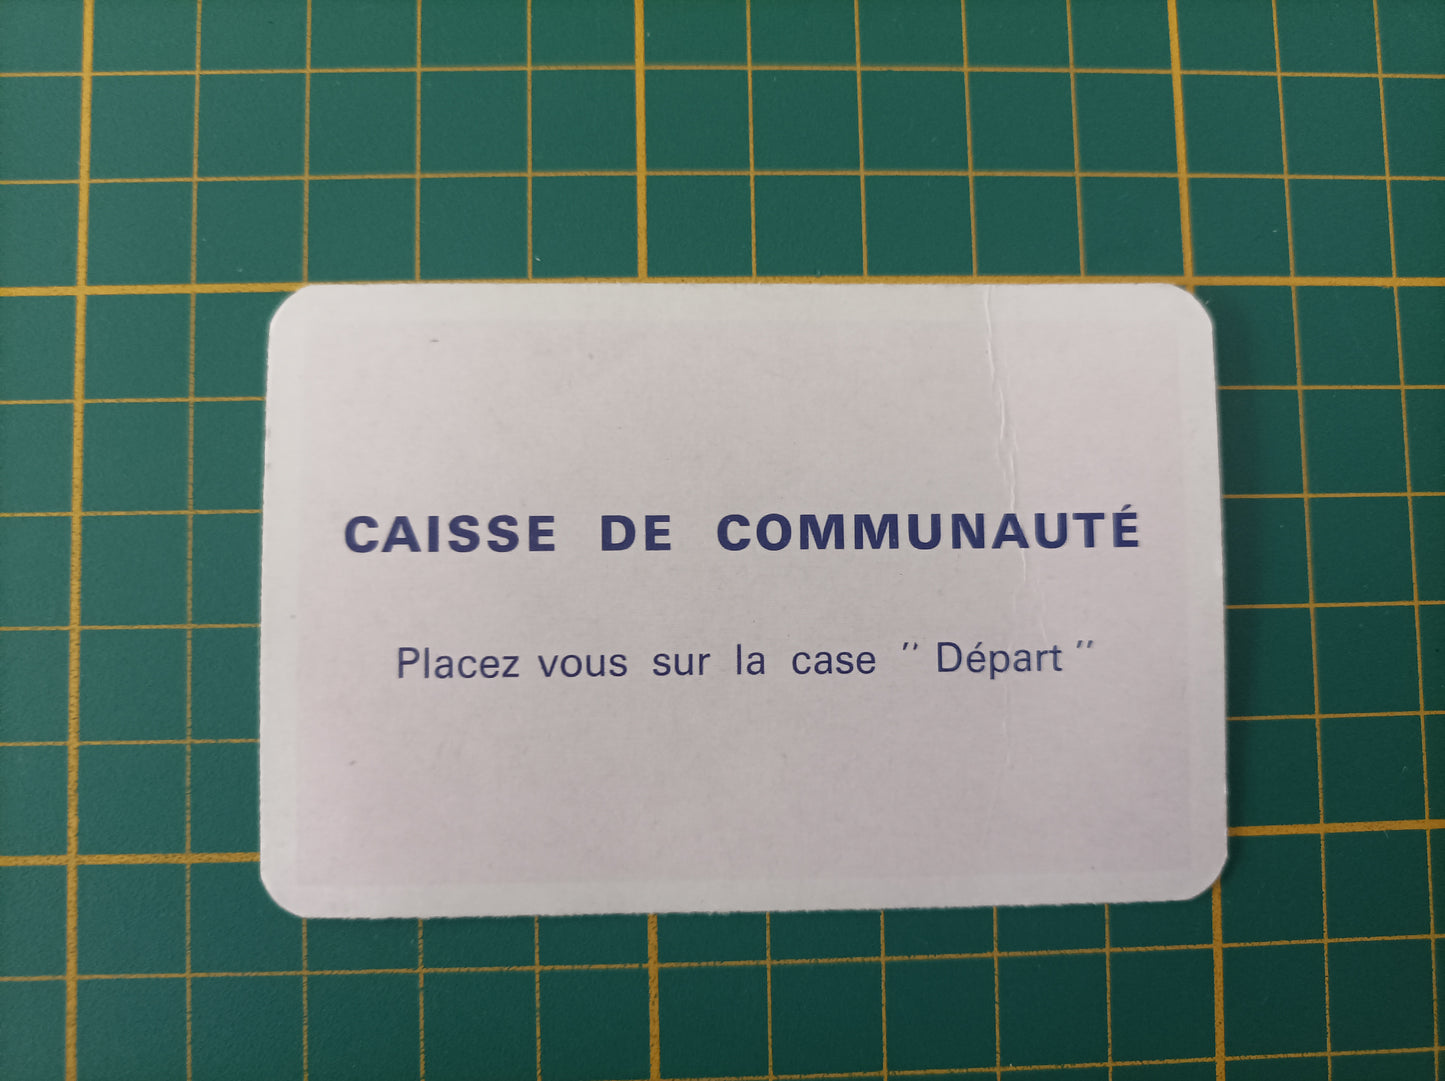 CAISSE DE COMMUNAUTÉ
Placez vous sur la case " Départ "